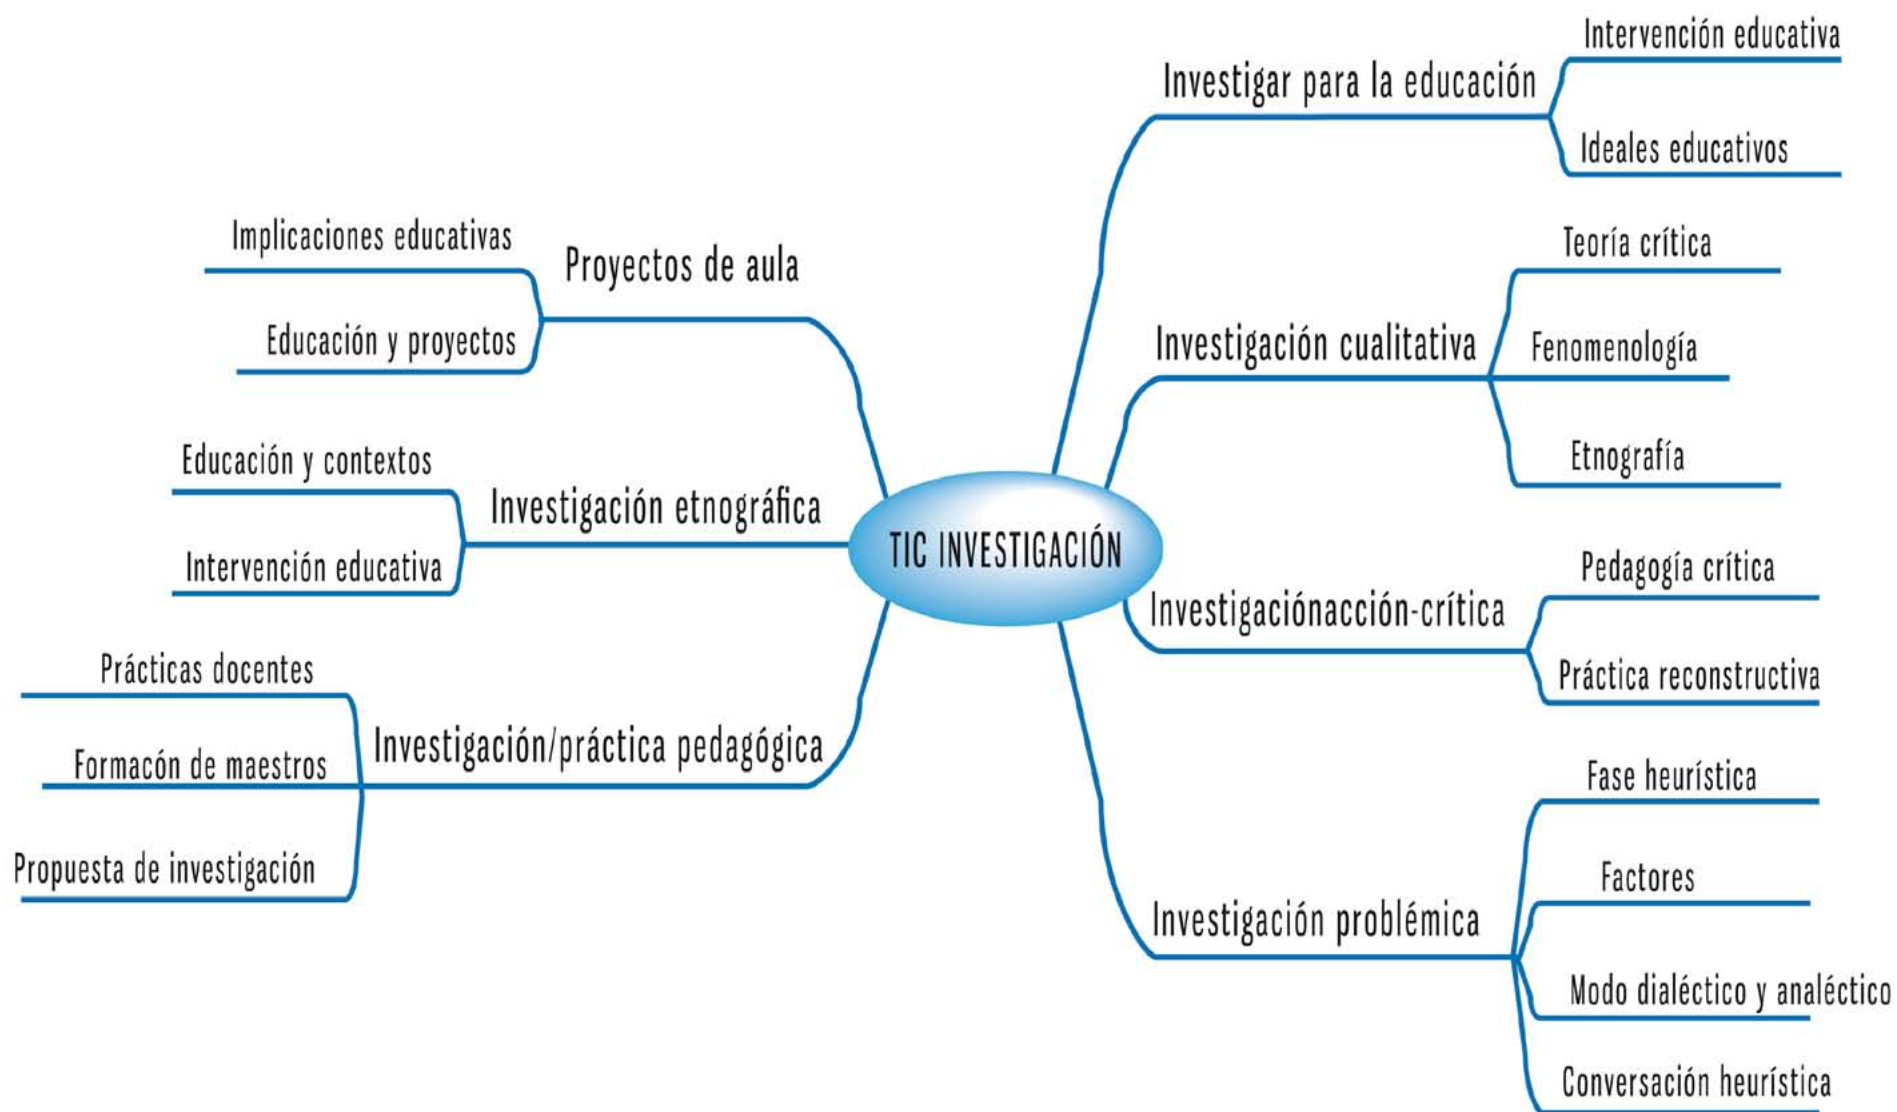 TIC INVESTIGACIÓN
Investigar para la educación
Intervención educativa
Ideales educativos
Investigación cualitativa
Teoría crítica
Fenomenología
Etnografía
Investigaciónacción-crítica
Pedagogía crítica
Práctica reconstructiva
Investigación problémica
Fase heurística
Factores
Modo dialéctico y analéctico
Conversación heurística
Proyectos de aula
Implicaciones educativas
Educación y proyectos
Investigación etnográfica
Educación y contextos
Intervención educativa
Investigación/práctica pedagógica
Prácticas docentes
Formacón de maestros
Propuesta de investigación